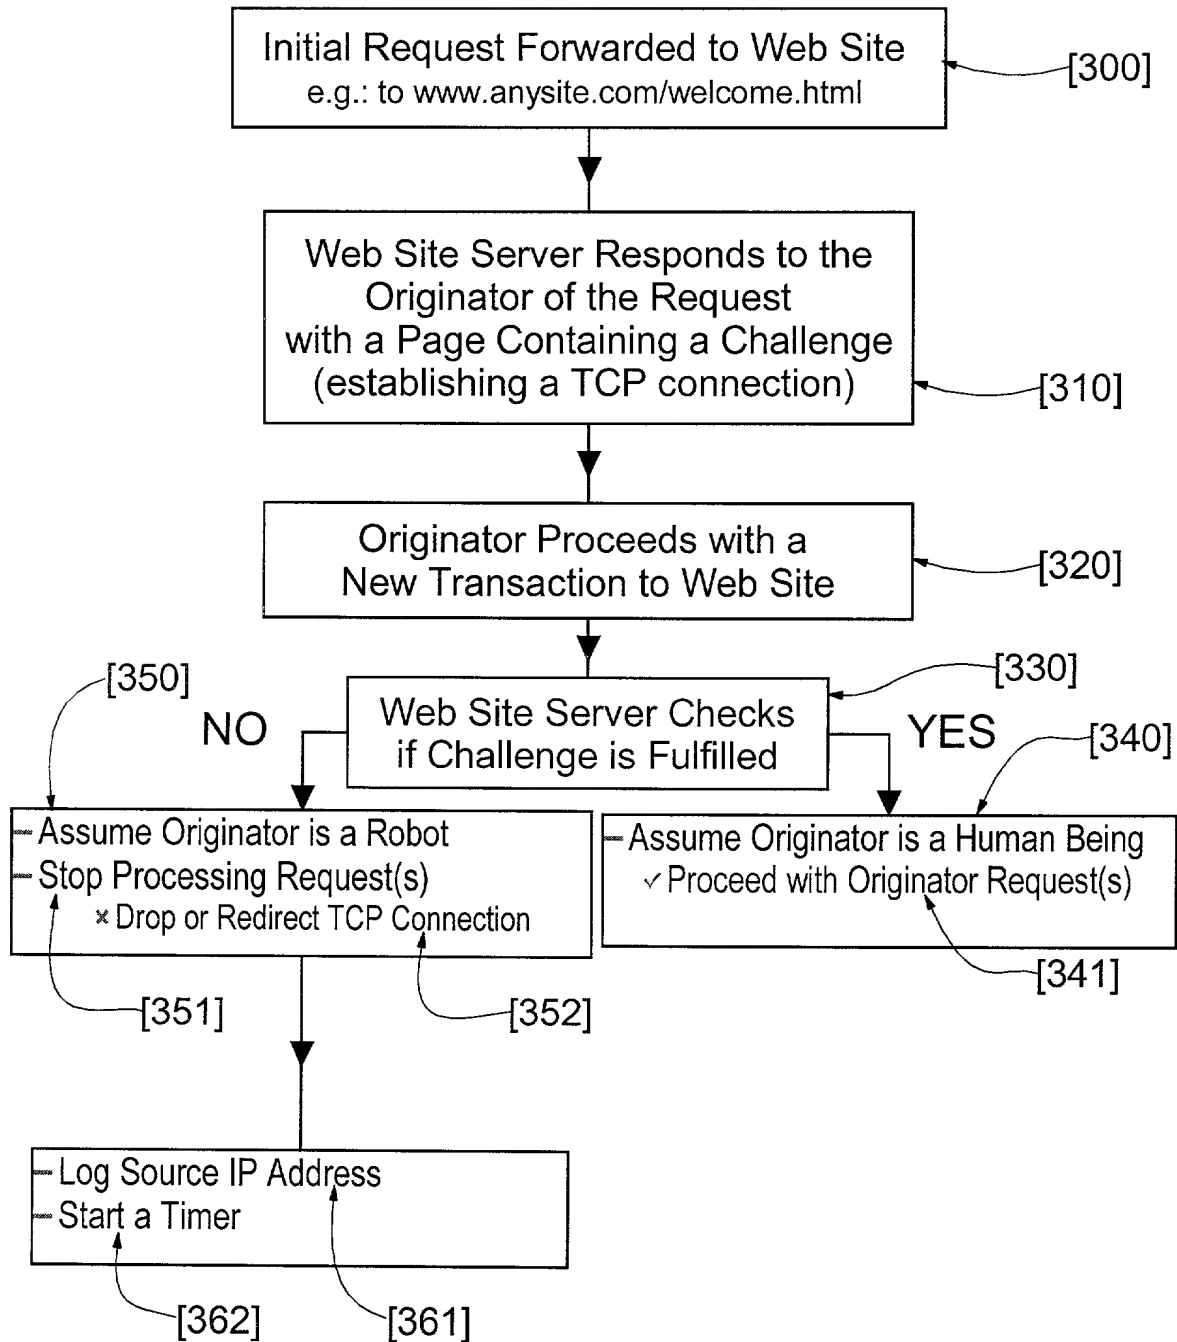 Initial Request Forwarded to Web Site
e.g.: to www.anysite.com/welcome.html
[300]
Web Site Server Responds to the
Originator of the Request
with a Page Containing a Challenge
(establishing a TCP connection)
[310]
Originator Proceeds with a
New Transaction to Web Site
[320]
[330]
Web Site Server Checks
if Challenge is Fulfilled
[350]
NO
YES
[340]
– Assume Originator is a Robot
– Stop Processing Request(s)
× Drop or Redirect TCP Connection
[351]
[352]
– Assume Originator is a Human Being
✓ Proceed with Originator Request(s)
[341]
– Log Source IP Address
– Start a Timer
[362]
[361]